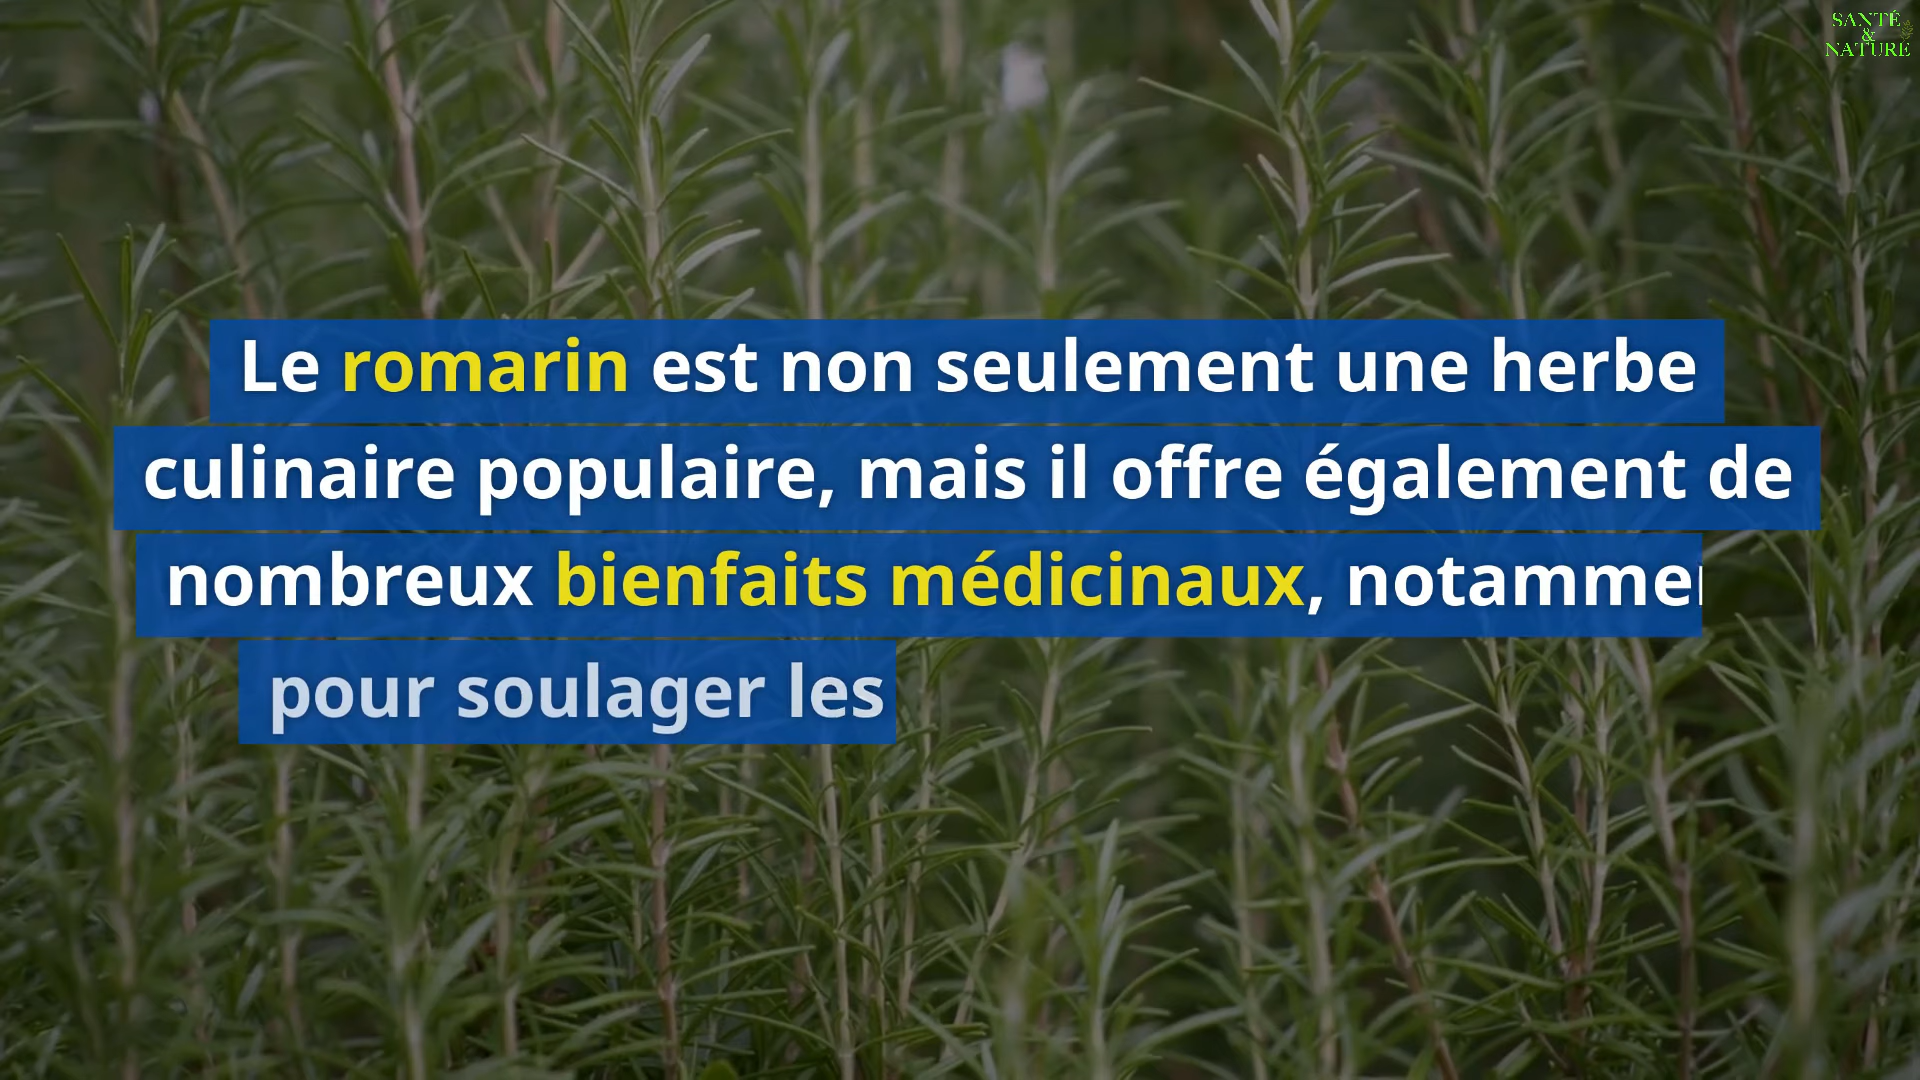 SANTÉ
&
NATURE
Le romarin est non seulement une herbe
culinaire populaire, mais il offre également de
nombreux bienfaits médicinaux, notamme
pour soulager les